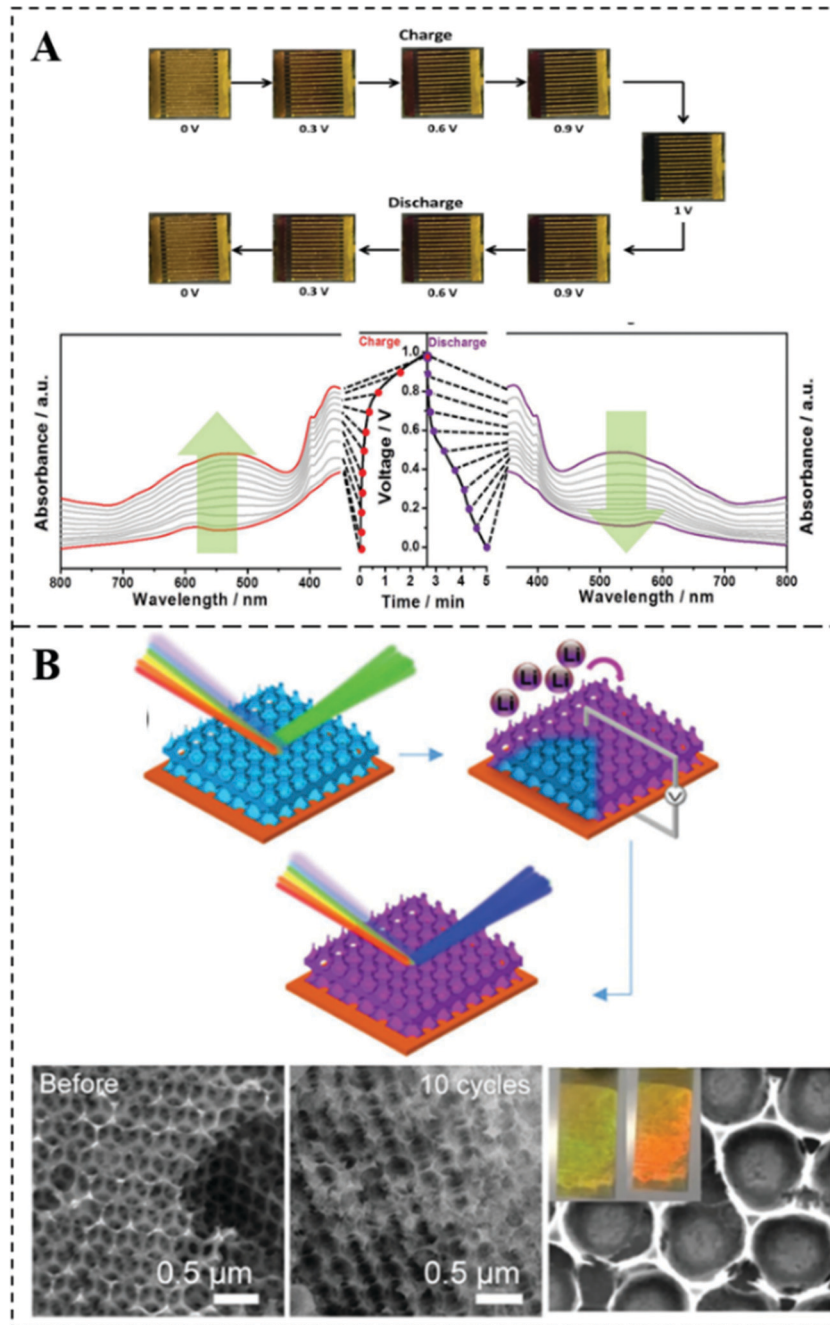 A
Charge
0 V
0.3 V
0.6 V
0.9 V
1 V
Discharge
0 V
0.3 V
0.6 V
0.9 V
Absorbance / a.u.
800 700 600 500 400
Wavelength / nm
Charge
Discharge
Voltage / V
1.0
0.8
0.6
0.4
0.2
0.0
0 1 2 3 4 5
Time / min
400 500 600 700 800
Wavelength / nm
Absorbance / a.u.
B
Li
Li
Li
Li
V
Before
0.5 µm
10 cycles
0.5 µm